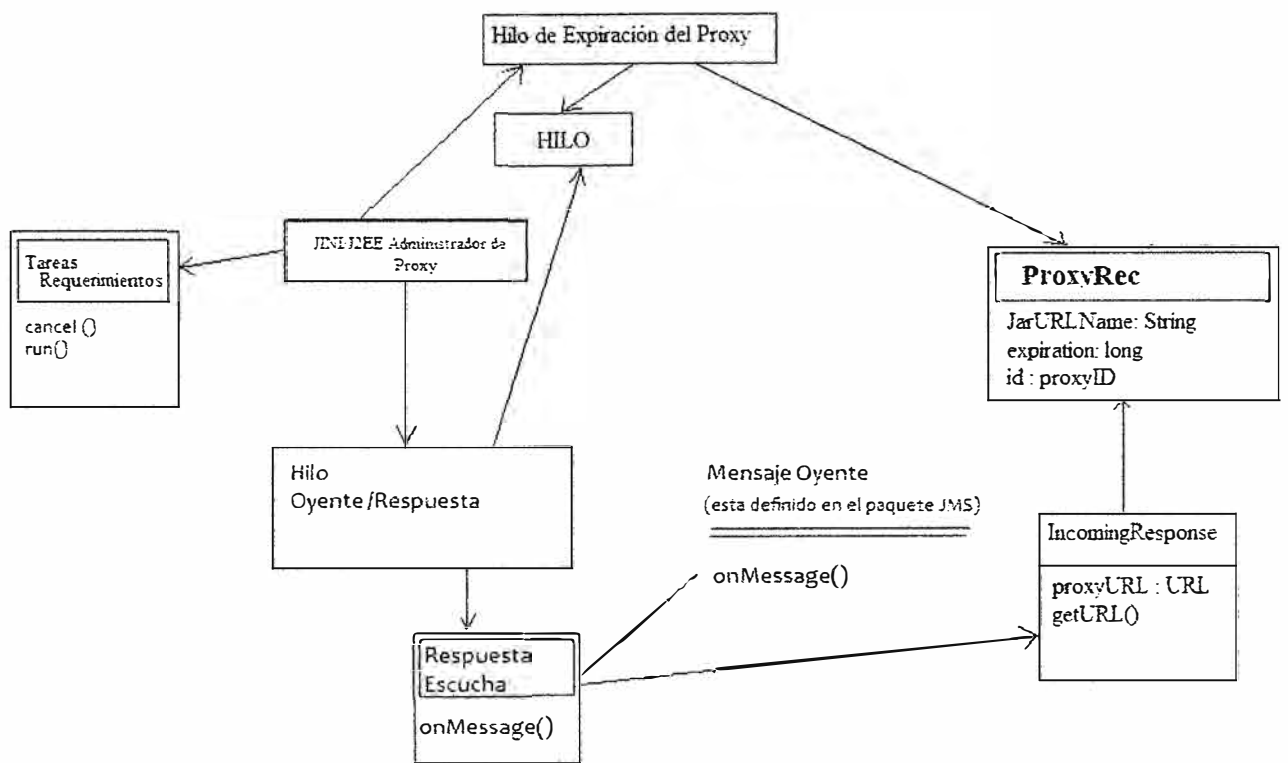 Hilo de Expiración del Proxy
HILO
JINI-J2EE Administrador de
Proxy
Tareas
Requerimientos
cancel ()
run()
ProxyRec
JarURLName: String
expiration: long
id : proxyID
Hilo
Oyente/Respuesta
Mensaje Oyente
(esta definido en el paquete JMS)
onMessage()
IncomingResponse
proxyURL : URL
getURL()
Respuesta
Escucha
onMessage()